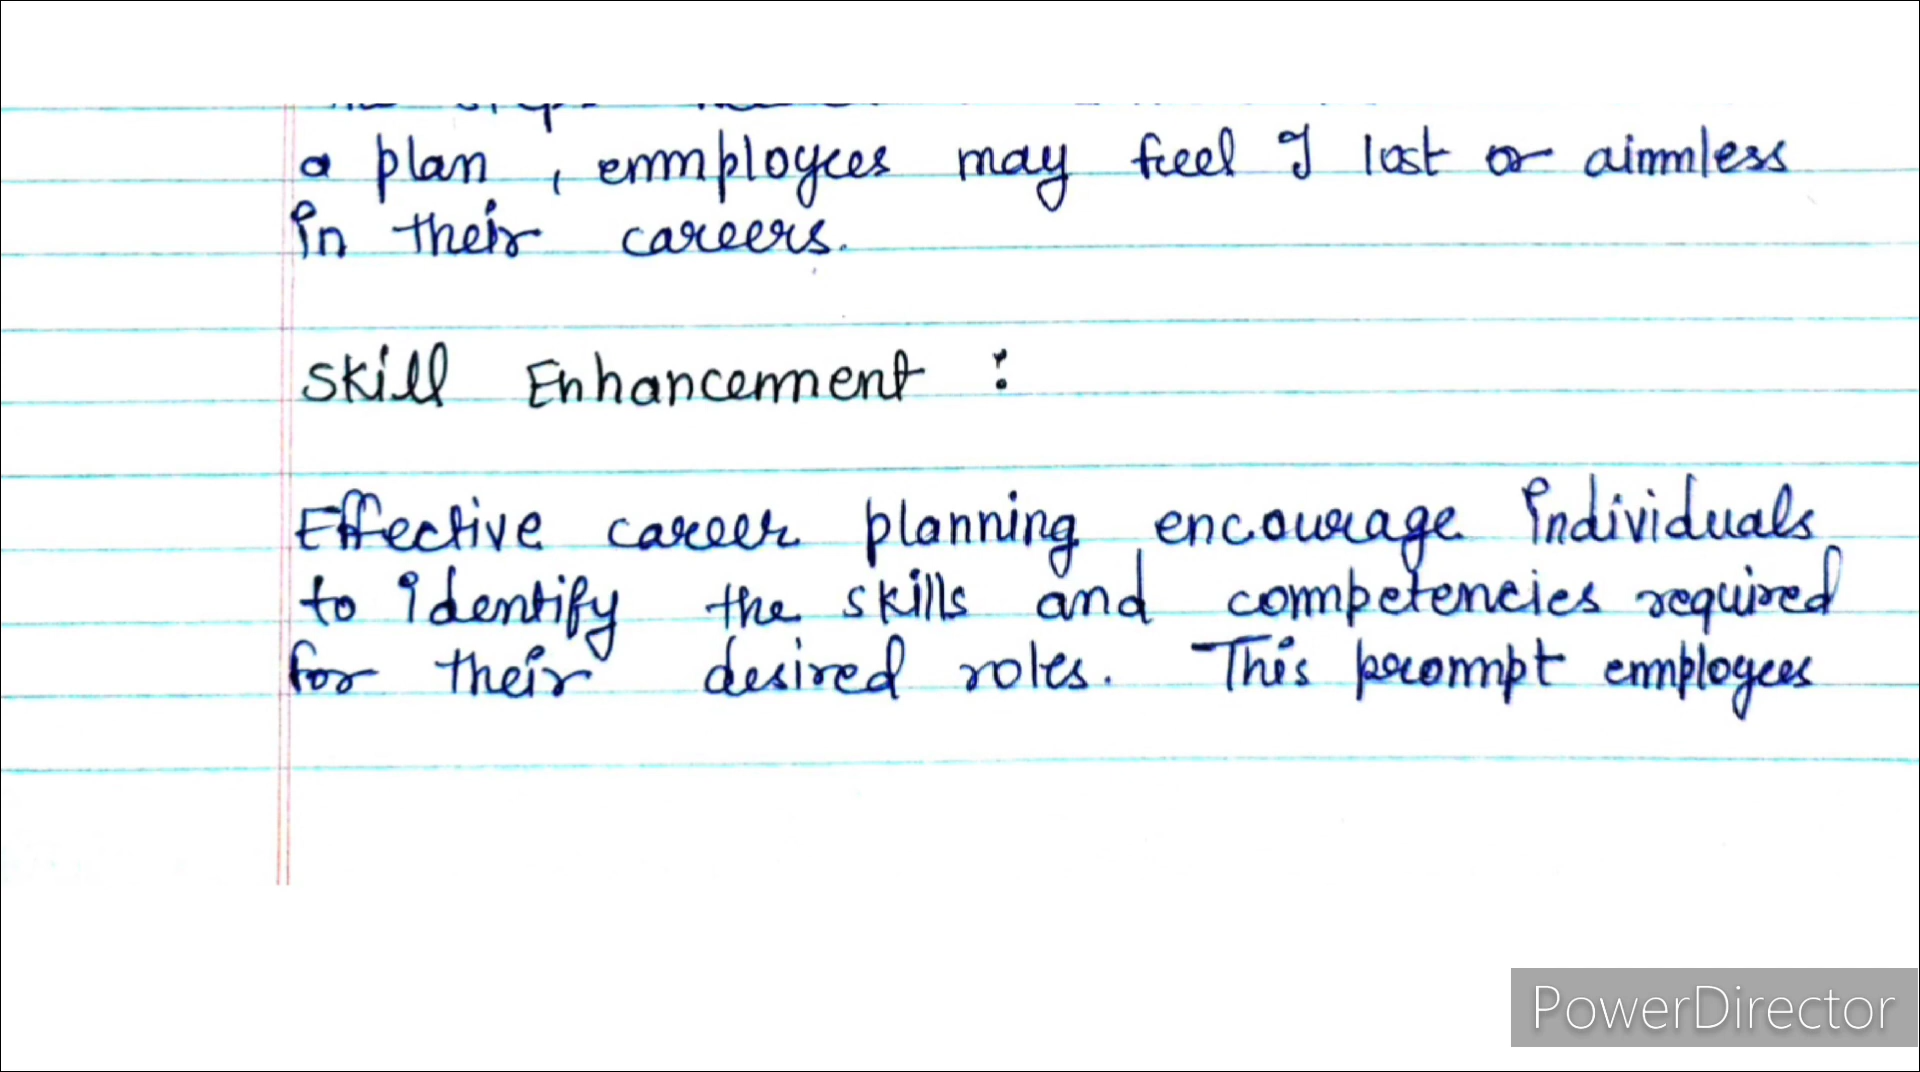 a plan, employees may feel I lost or aimless
in their careers.
Skill Enhancement :
Effective career planning encourage individuals
to identify the skills and competencies required
for their desired roles. This prompt employees
PowerDirector